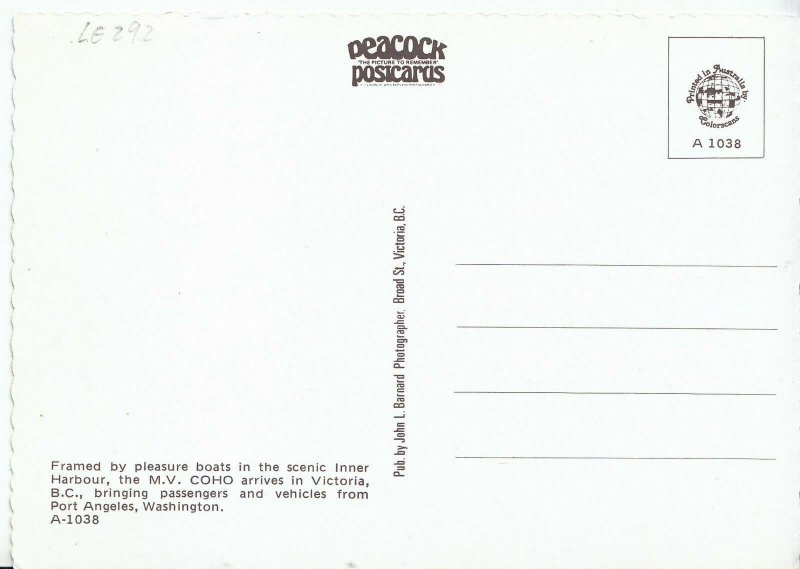 LE292
Peacock
"THE PICTURE TO REMEMBER"
postcards
Printed in Australia by:
Colorscans
A 1038
Pub. by John L. Barnard Photographer, Broad St., Victoria, B.C.
Framed by pleasure boats in the scenic Inner
Harbour, the M.V. COHO arrives in Victoria,
B.C., bringing passengers and vehicles from
Port Angeles, Washington.
A-1038